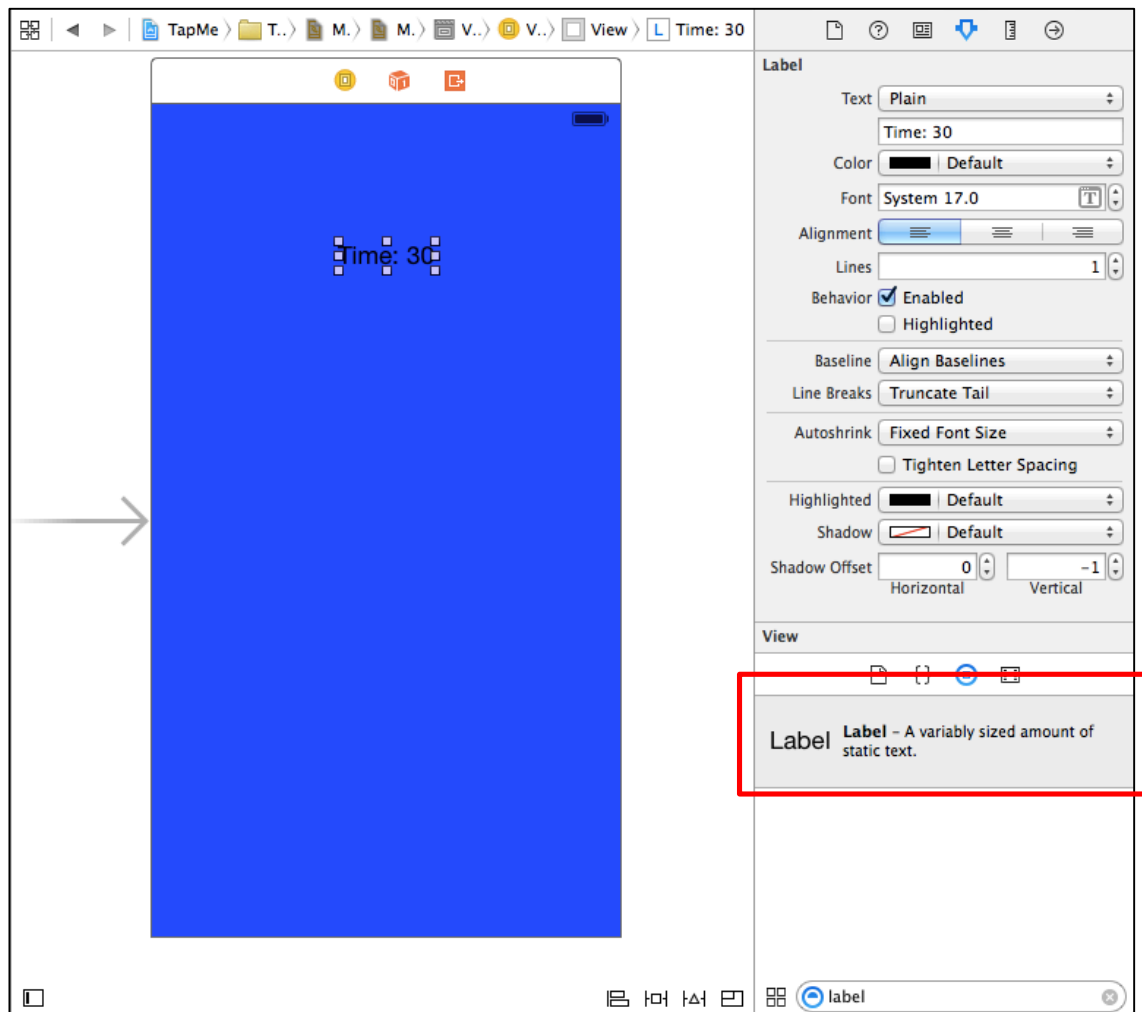 TapMe T.. M. M. V.. V.. View L Time: 30
Time: 30
Label
Text Plain
Time: 30
Color Default
Font System 17.0 T
Alignment
Lines 1
Behavior Enabled
Highlighted
Baseline Align Baselines
Line Breaks Truncate Tail
Autoshrink Fixed Font Size
Tighten Letter Spacing
Highlighted Default
Shadow Default
Shadow Offset 0 -1
Horizontal Vertical
View
Label Label – A variably sized amount of
static text.
label